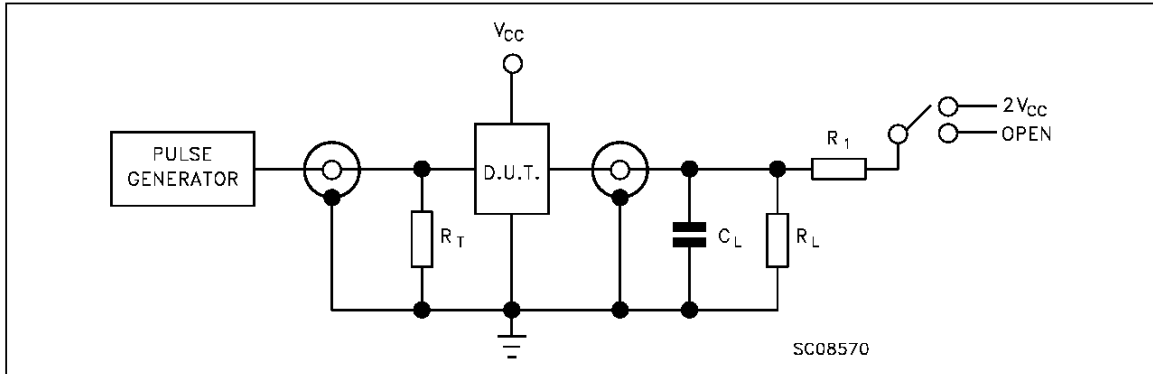 VCC
2VCC
OPEN
R1
PULSE
GENERATOR
D.U.T.
RT
CL
RL
SC08570